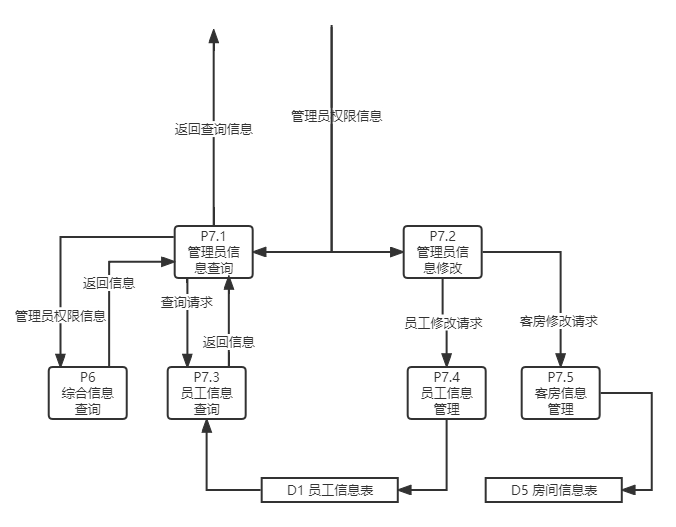 管理员权限信息
返回查询信息
P7.1
管理员信
息查询
P7.2
管理员信
息修改
返回信息
查询请求
管理员权限信息
员工修改请求
客房修改请求
返回信息
P6
综合信息
查询
P7.3
员工信息
查询
P7.4
员工信息
管理
P7.5
客房信息
管理
D1 员工信息表
D5 房间信息表